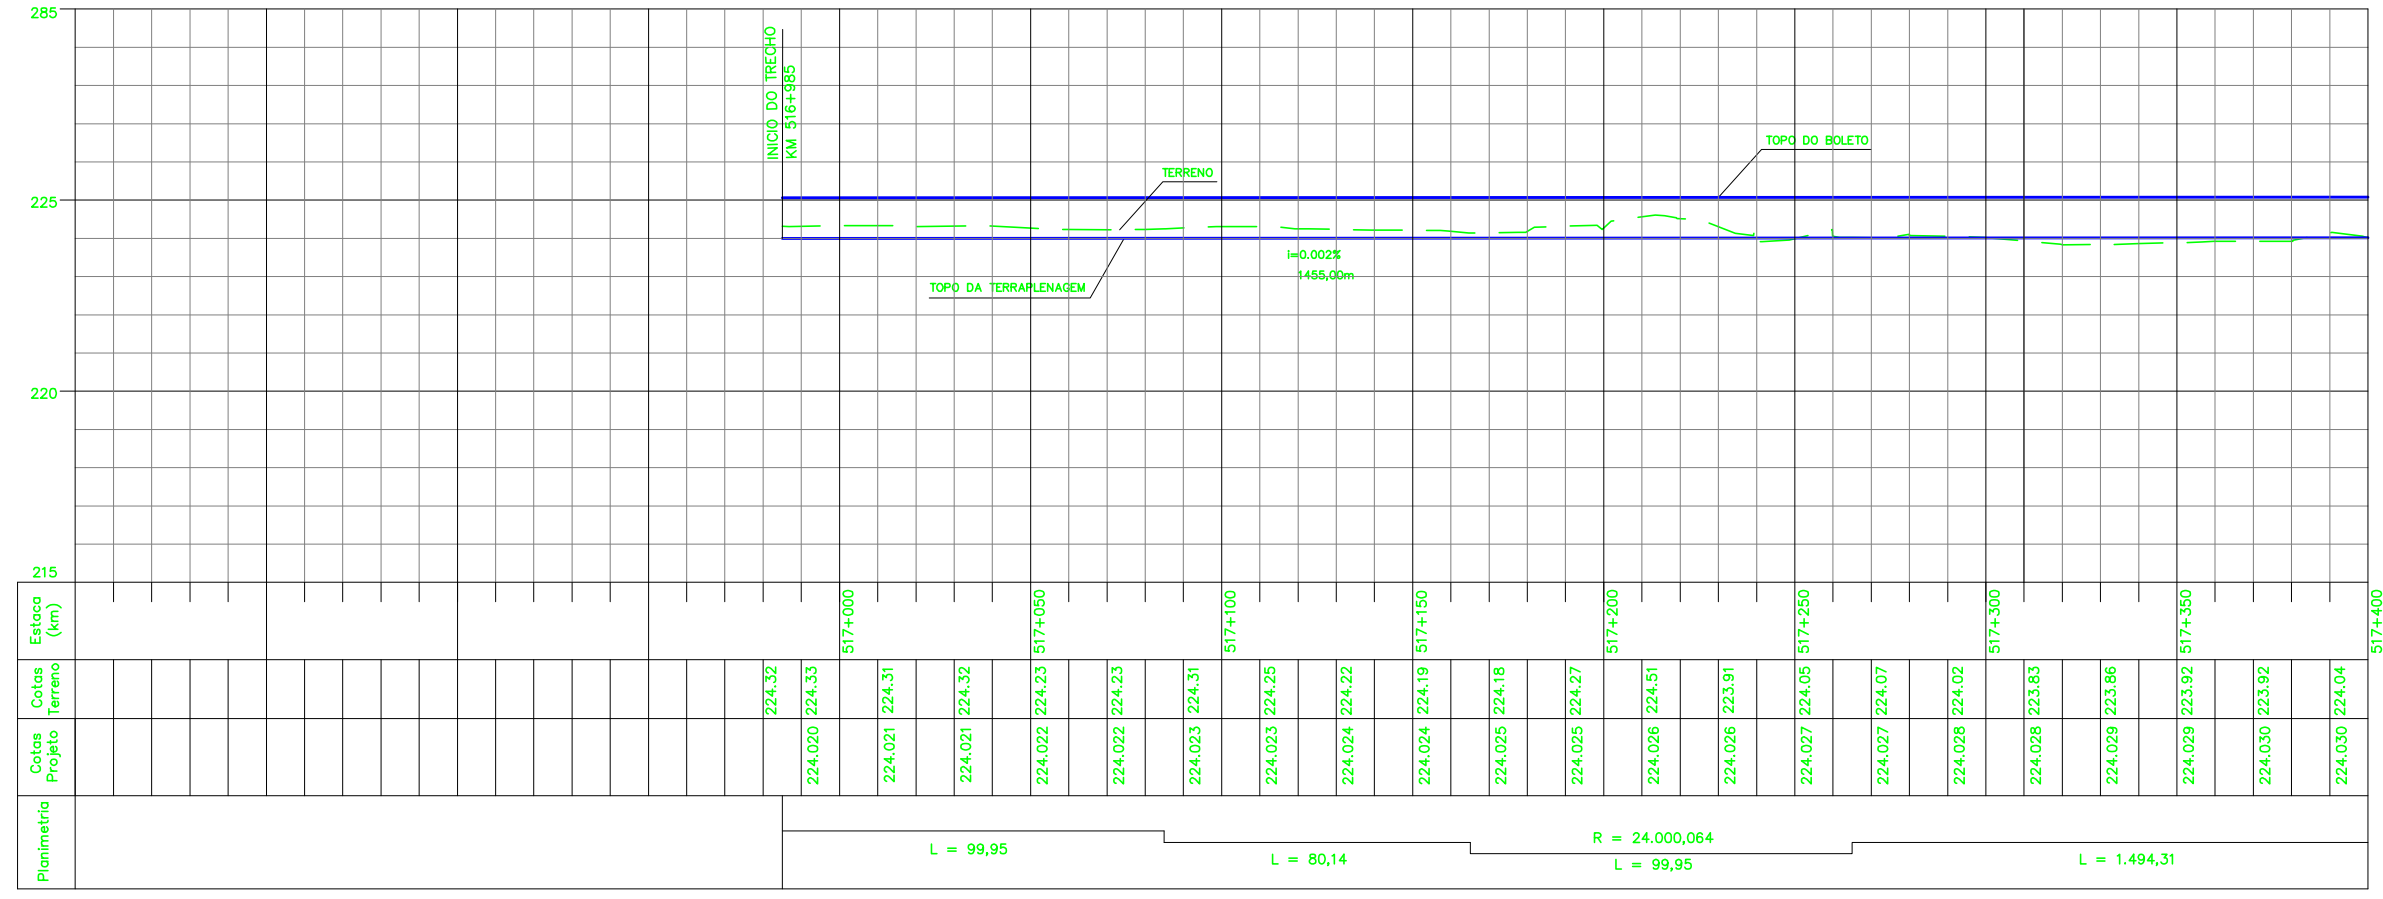 285
INICIO DO TRECHO
KM 516+985
TOPO DO BOLETO
TERRENO
225
i=0.002%
1455,00m
TOPO DA TERRAPLENAGEM
220
215
Estaca
(km)
517+000 517+050 517+100 517+150 517+200 517+250 517+300 517+350 517+400
Cotas
Terreno
224.32 224.33 224.31 224.32 224.23 224.23 224.31 224.25 224.22 224.19 224.18 224.27 224.51 223.91 224.05 224.07 224.02 223.83 223.86 223.92 223.92 224.04
Cotas
Projeto
224.020 224.021 224.021 224.022 224.022 224.023 224.023 224.024 224.024 224.025 224.025 224.026 224.026 224.027 224.027 224.028 224.028 224.029 224.029 224.030 224.030
Planimetria
L = 99,95
L = 80,14
R = 24.000,064
L = 99,95
L = 1.494,31